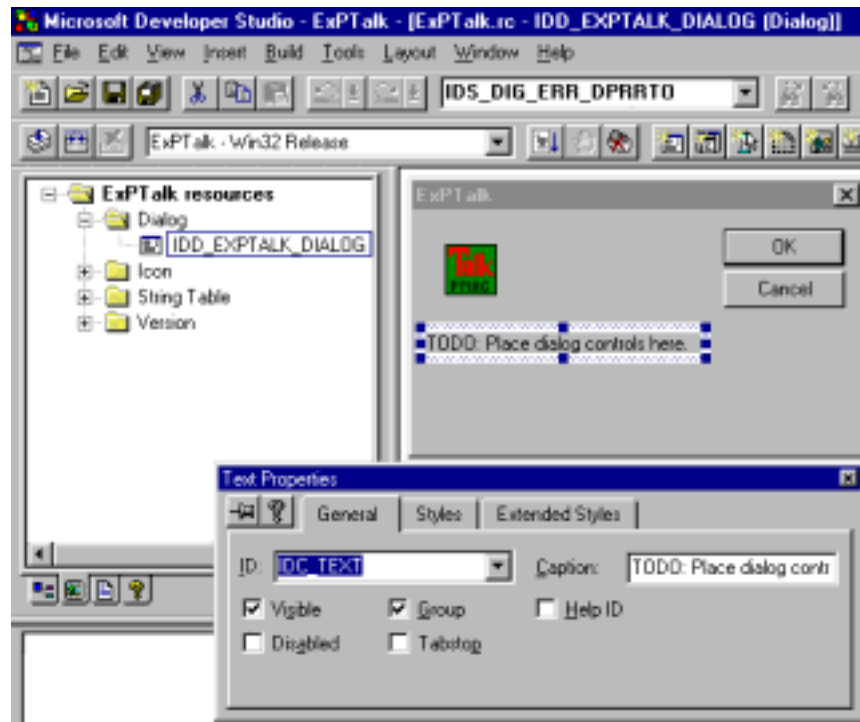 Microsoft Developer Studio - ExPTalk - [ExPTalk.rc - IDD_EXPTALK_DIALOG (Dialog)]
File Edit View Insert Build Tools Layout Window Help
IDS_DIG_ERR_DPRRTO
ExPTalk - Win32 Release
ExPTalk resources
Dialog
IDD_EXPTALK_DIALOG
Icon
String Table
Version
ExPTalk
Talk
PMAC
OK
Cancel
TODO: Place dialog controls here.
Text Properties
General Styles Extended Styles
ID: IDC_TEXT Caption: TODO: Place dialog contr
Visible Group Help ID
Disabled Tabstop